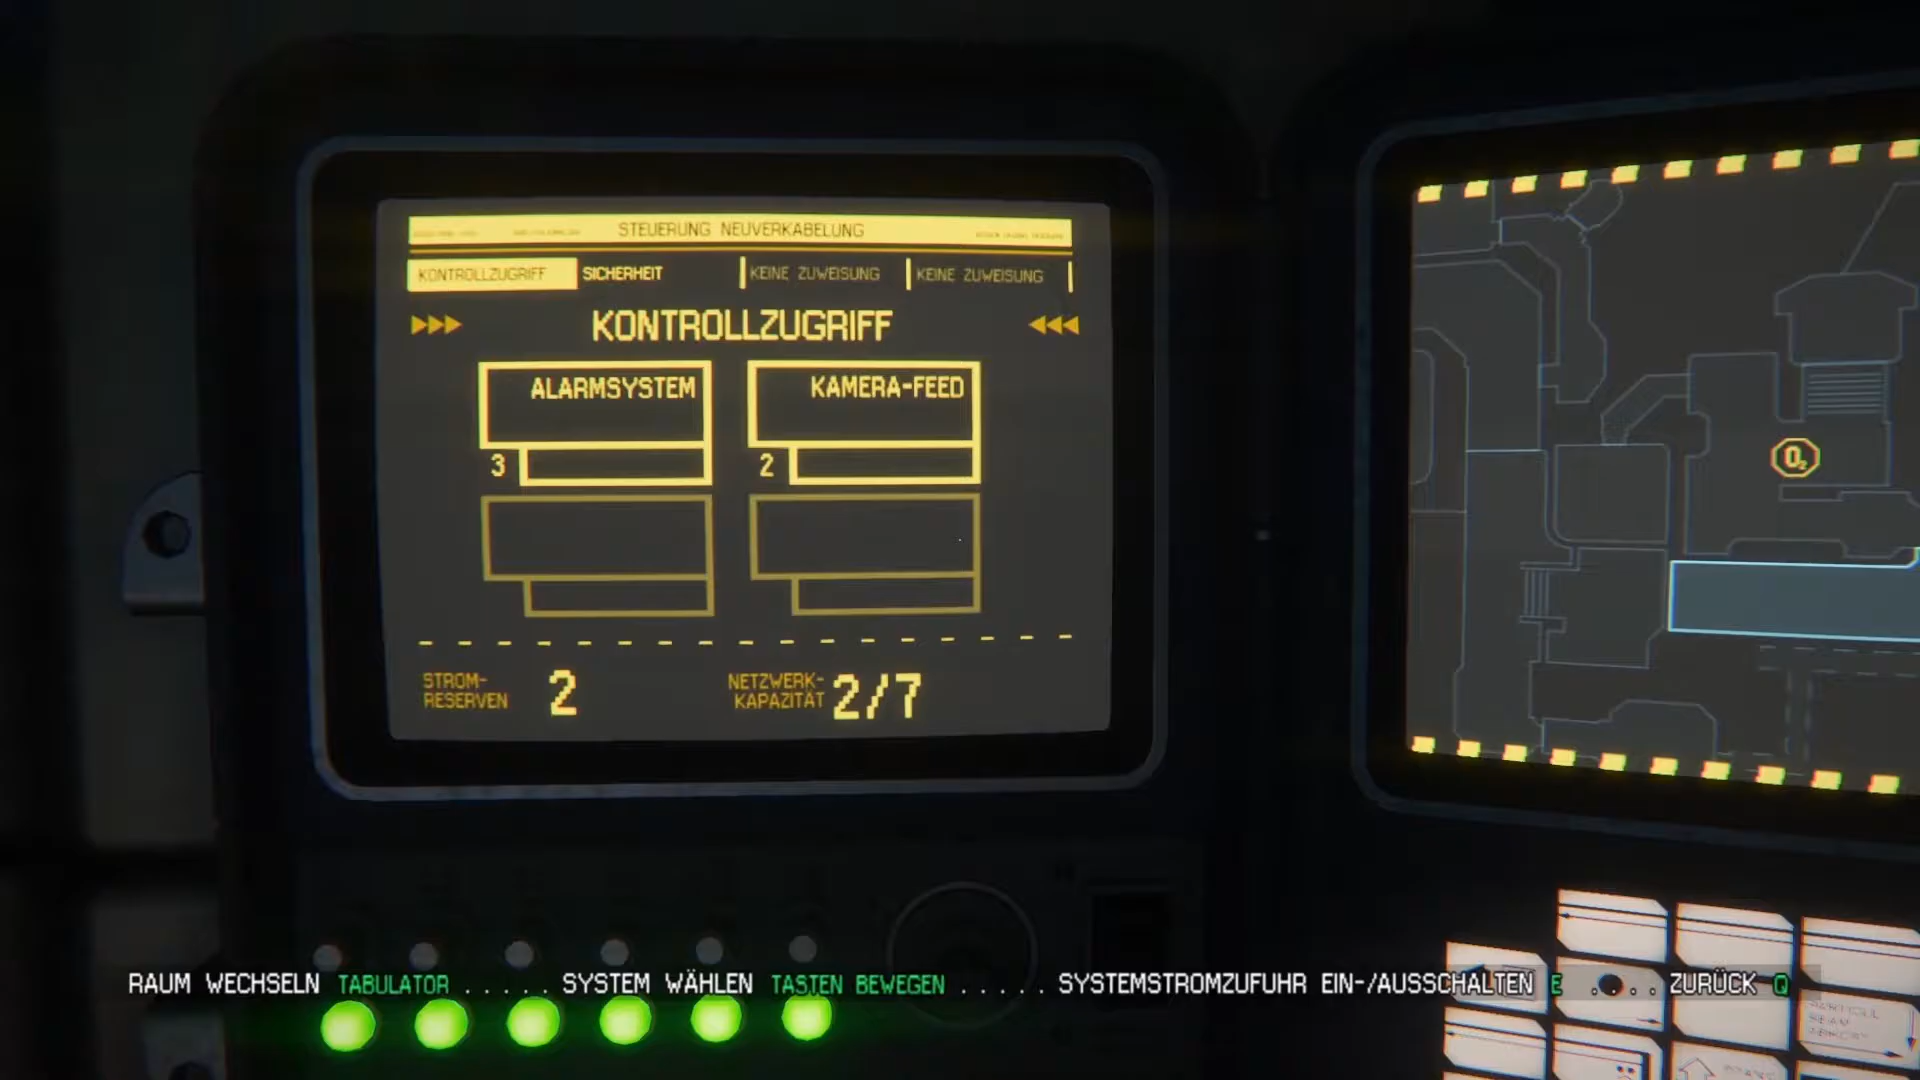 STEUERUNG NEUVERKABELUNG
KONTROLLZUGRIFF SICHERHEIT KEINE ZUWEISUNG KEINE ZUWEISUNG
KONTROLLZUGRIFF
ALARMSYSTEM KAMERA-FEED
3 2
STROM-
RESERVEN 2
NETZWERK-
KAPAZITÄT 2/7
O₂
RAUM WECHSELN TABULATOR ..... SYSTEM WÄHLEN TASTEN BEWEGEN ..... SYSTEMSTROMZUFUHR EIN-/AUSSCHALTEN E ..... ZURÜCK Q